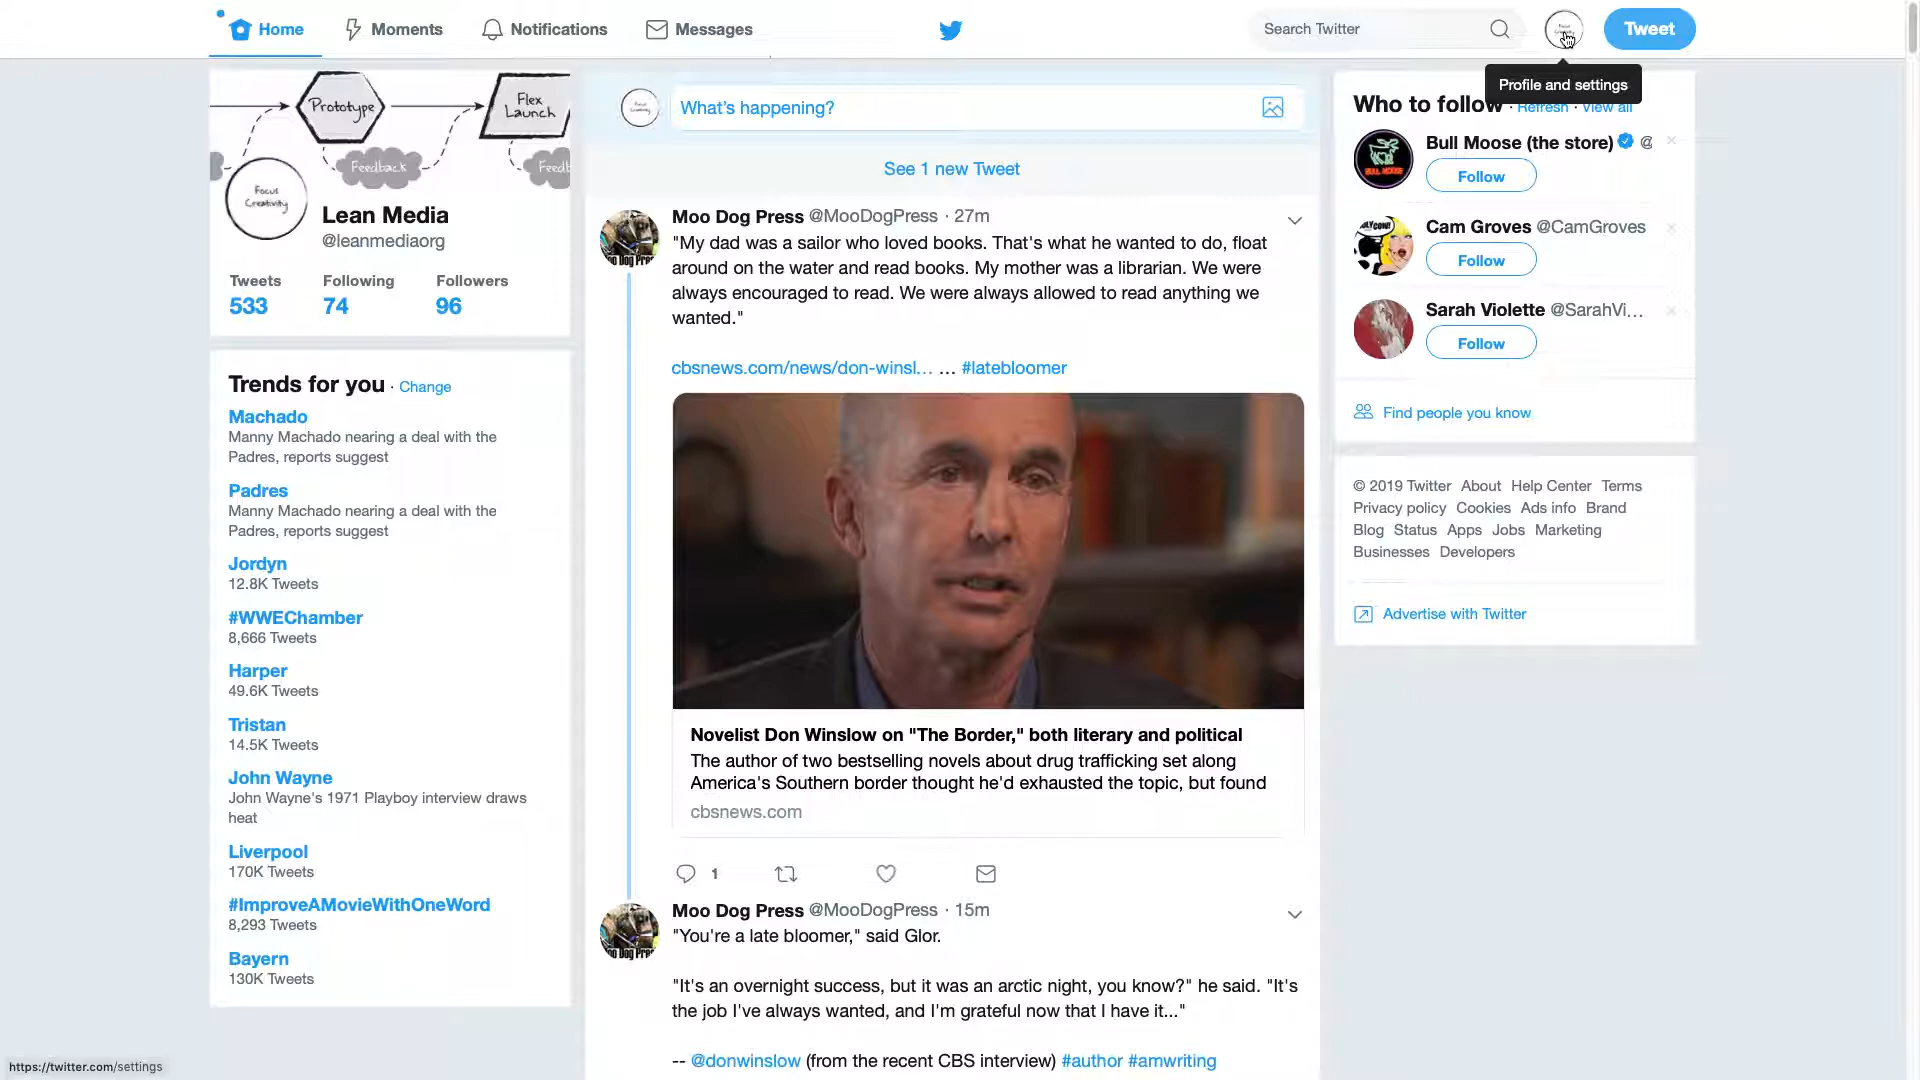 Home
Moments
Notifications
Messages
Search Twitter
Tweet
Profile and settings
Prototype
Flex
Launch
Feedback
Focus
Creativity
Lean Media
@leanmediaorg
Tweets Following Followers
533 74 96
Trends for you · Change
Machado
Manny Machado nearing a deal with the
Padres, reports suggest
Padres
Manny Machado nearing a deal with the
Padres, reports suggest
Jordyn
12.8K Tweets
#WWEChamber
8,666 Tweets
Harper
49.6K Tweets
Tristan
14.5K Tweets
John Wayne
John Wayne's 1971 Playboy interview draws
heat
Liverpool
170K Tweets
#ImproveAMovieWithOneWord
8,293 Tweets
Bayern
130K Tweets
What's happening?
See 1 new Tweet
Moo Dog Press @MooDogPress · 27m
"My dad was a sailor who loved books. That's what he wanted to do, float
around on the water and read books. My mother was a librarian. We were
always encouraged to read. We were always allowed to read anything we
wanted."
cbsnews.com/news/don-winsl... ... #latebloomer
Novelist Don Winslow on "The Border," both literary and political
The author of two bestselling novels about drug trafficking set along
America's Southern border thought he'd exhausted the topic, but found
cbsnews.com
1
Moo Dog Press @MooDogPress · 15m
"You're a late bloomer," said Glor.
"It's an overnight success, but it was an arctic night, you know?" he said. "It's
the job I've always wanted, and I'm grateful now that I have it..."
-- @donwinslow (from the recent CBS interview) #author #amwriting
Who to follow · Refresh · View all
Bull Moose (the store) @
BULL MOOSE
Follow
Cam Groves @CamGroves
Follow
Sarah Violette @SarahVi...
Follow
Find people you know
© 2019 Twitter About Help Center Terms
Privacy policy Cookies Ads info Brand
Blog Status Apps Jobs Marketing
Businesses Developers
Advertise with Twitter
https://twitter.com/settings